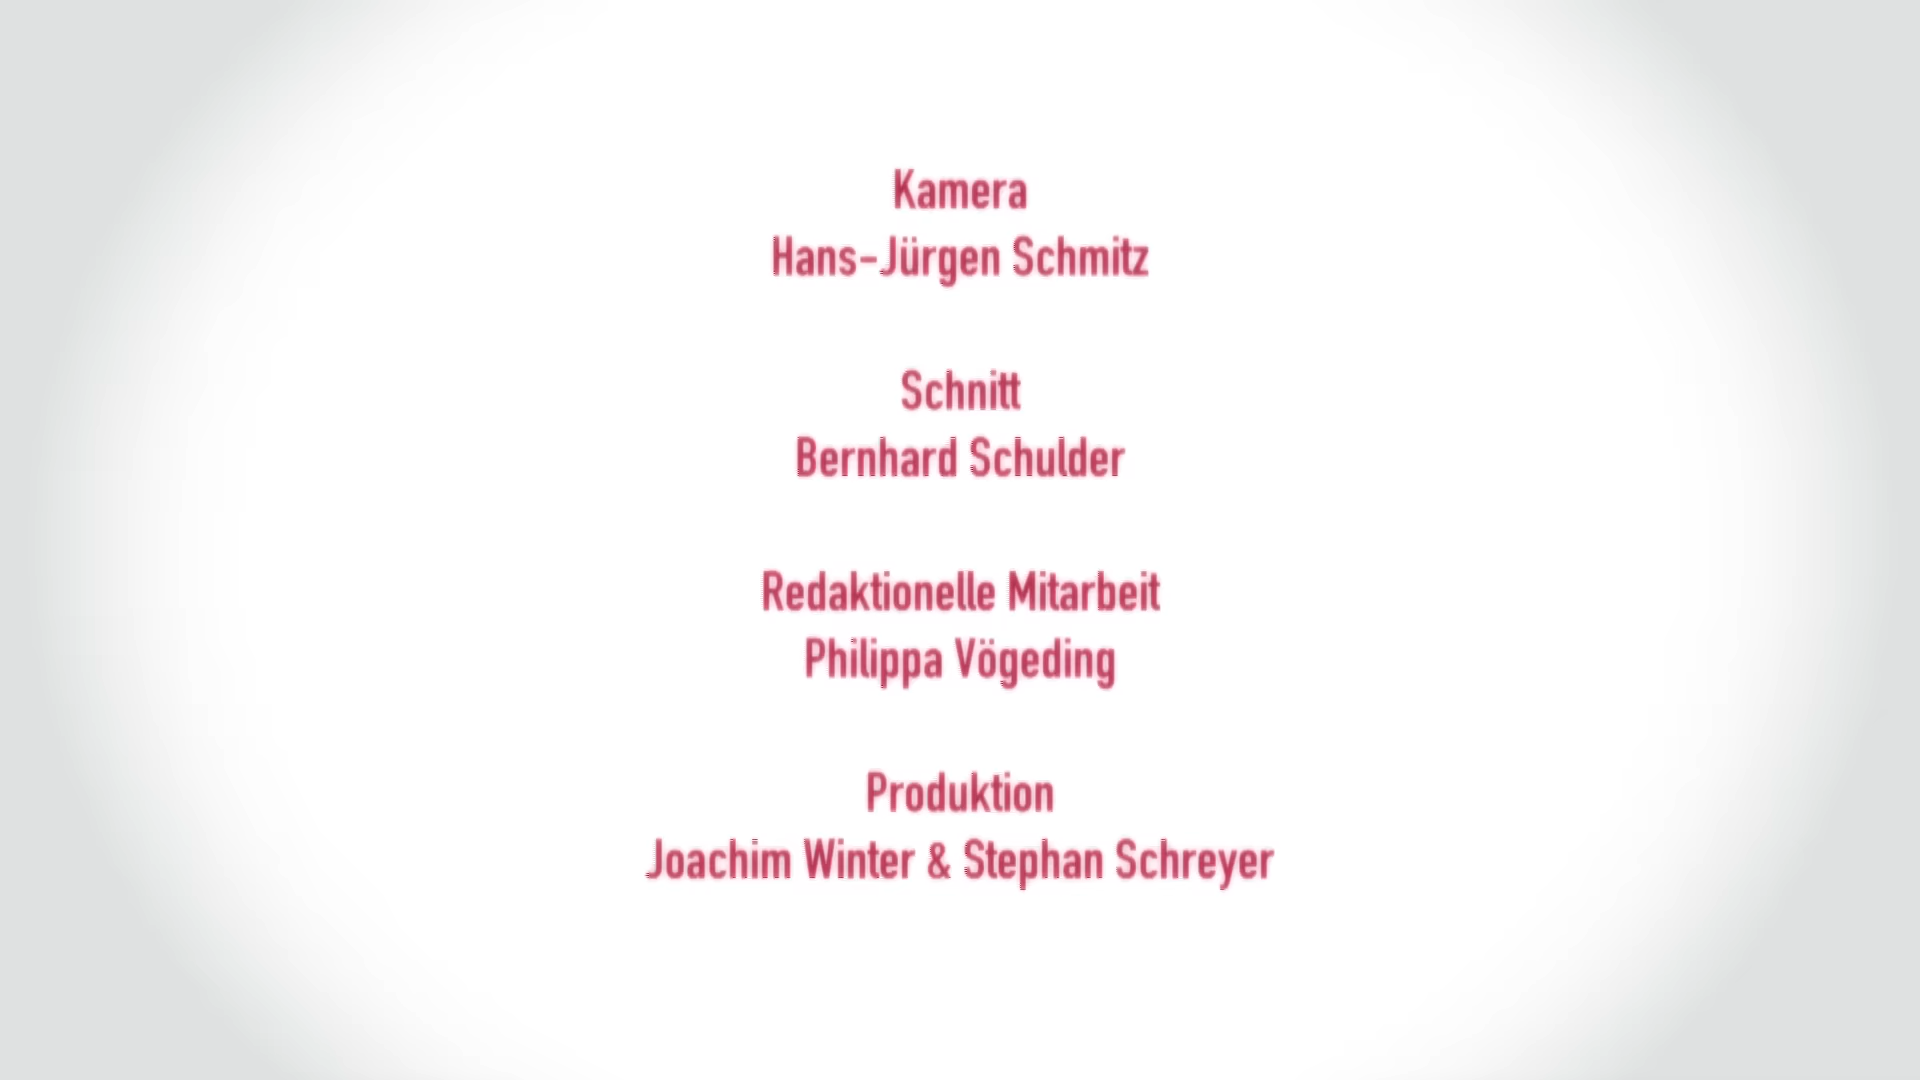 Kamera
Hans-Jürgen Schmitz
Schnitt
Bernhard Schulder
Redaktionelle Mitarbeit
Philippa Vögeding
Produktion
Joachim Winter & Stephan Schreyer